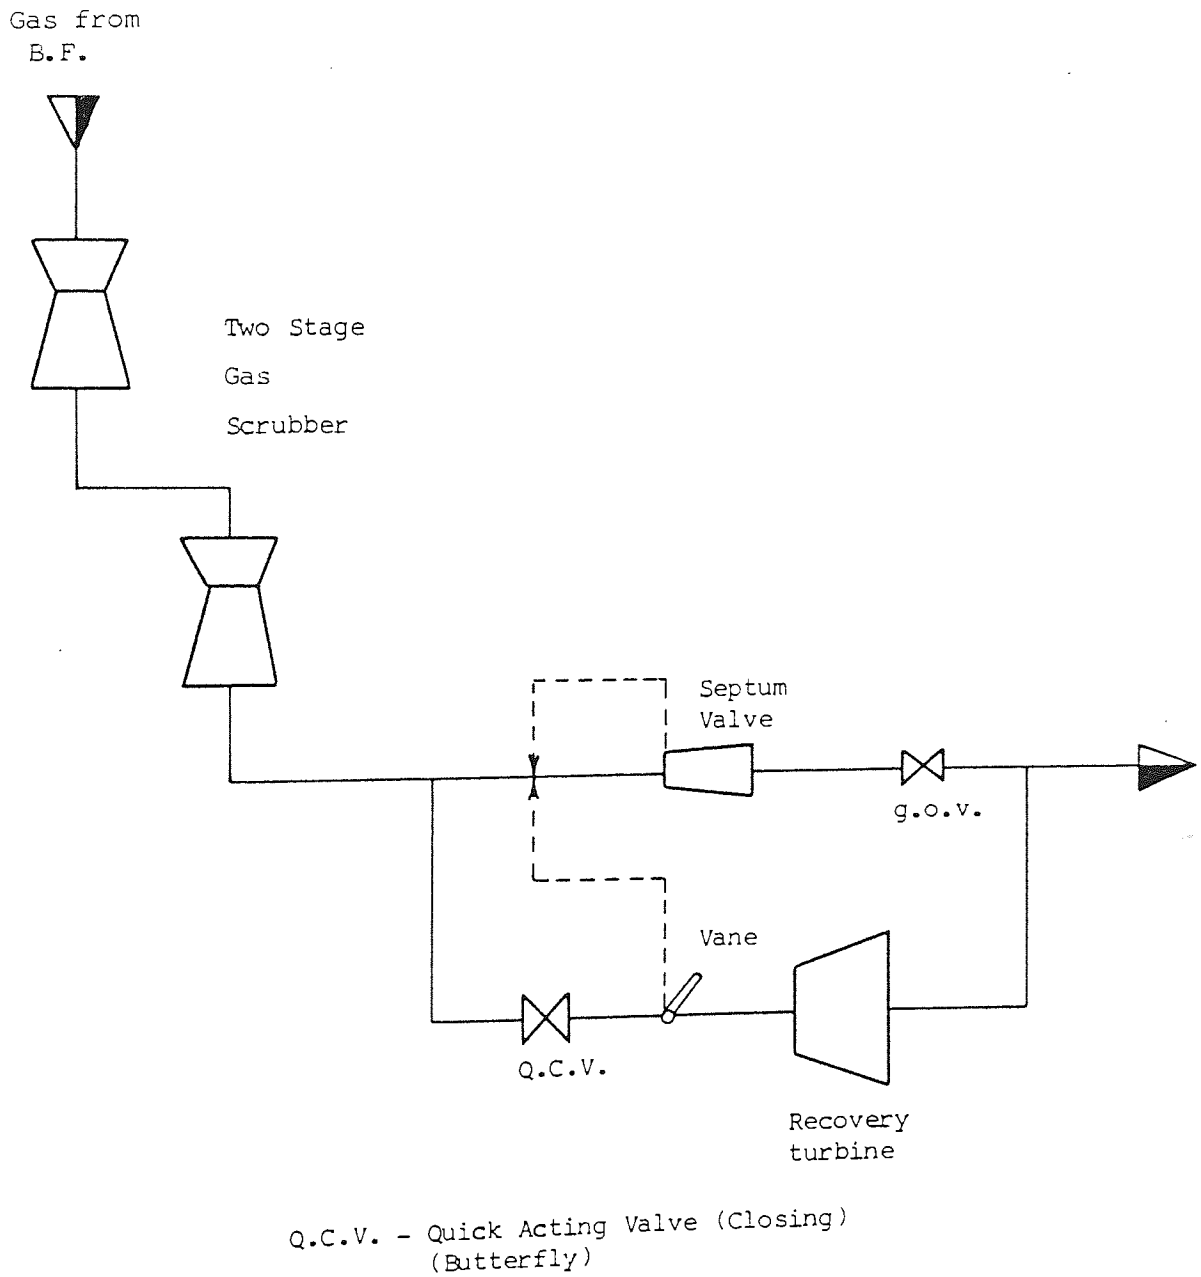 Gas from
B.F.
Two Stage
Gas
Scrubber
Septum
Valve
g.o.v.
Vane
Q.C.V.
Recovery
turbine
Q.C.V. - Quick Acting Valve (Closing)
(Butterfly)